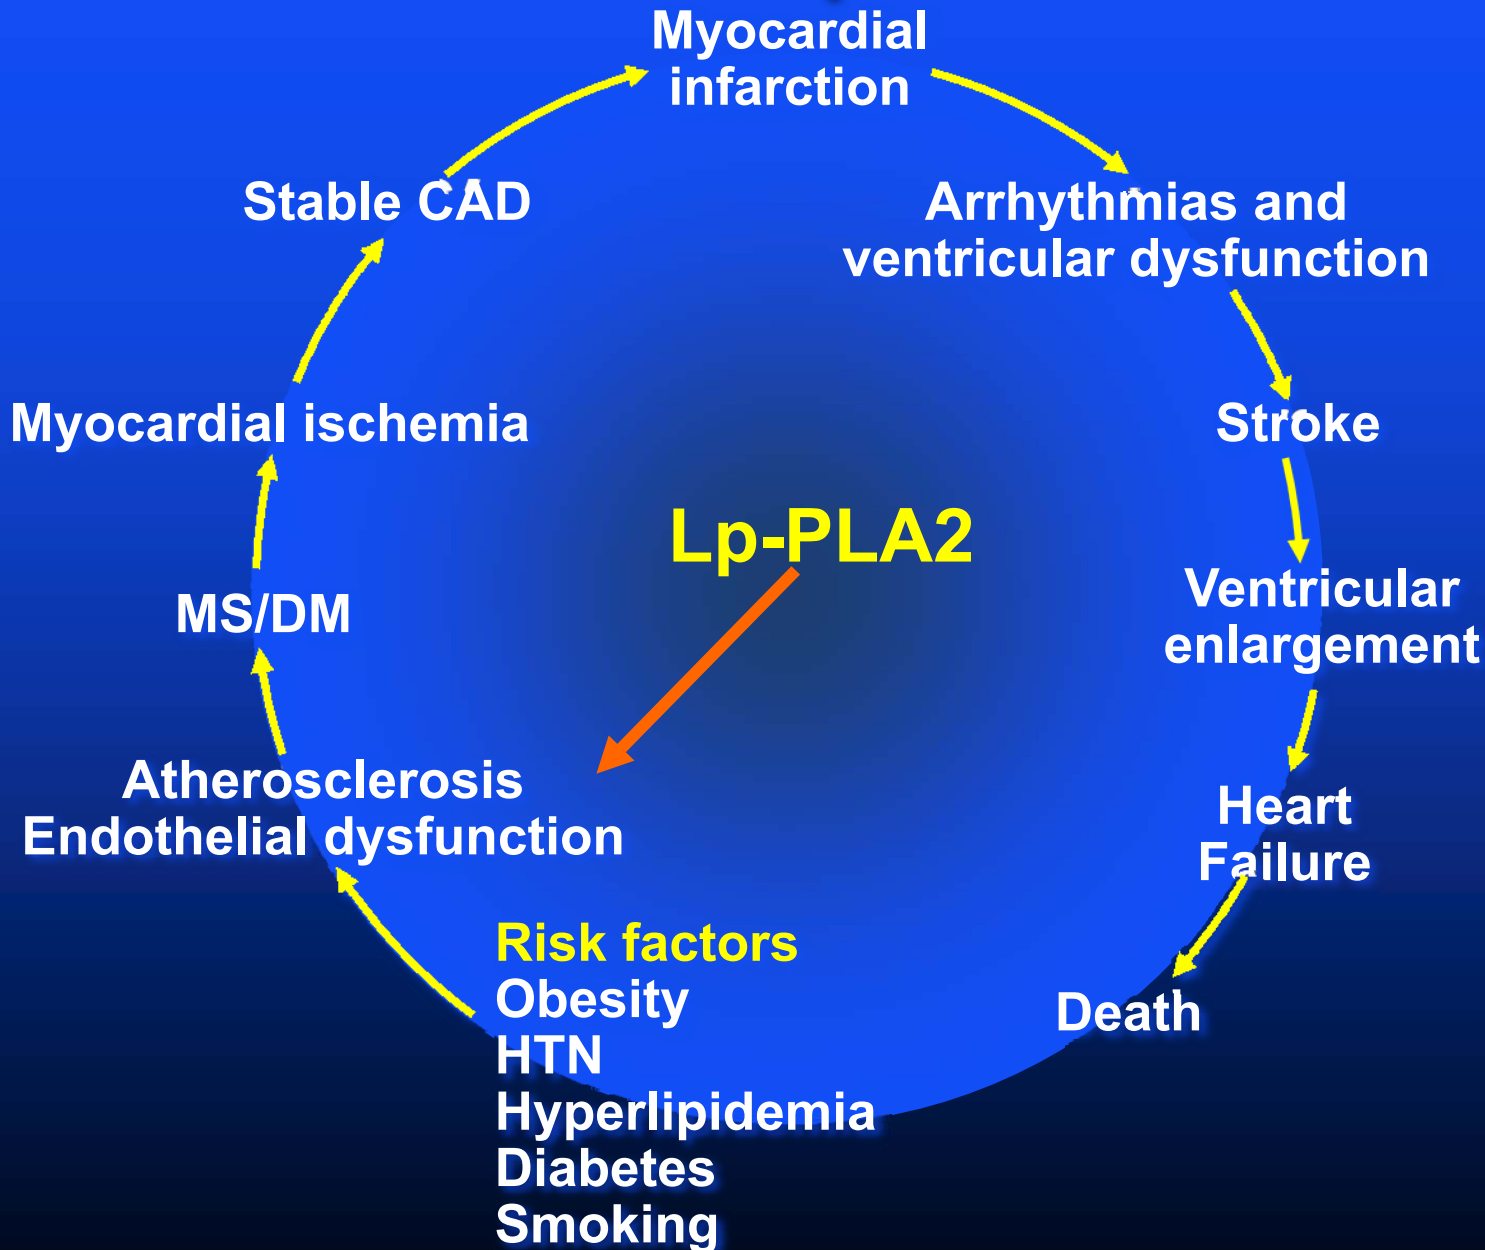 Myocardial
infarction
Stable CAD
Arrhythmias and
ventricular dysfunction
Myocardial ischemia
Stroke
Lp-PLA2
MS/DM
Ventricular
enlargement
Atherosclerosis
Endothelial dysfunction
Heart
Failure
Risk factors
Obesity
HTN
Hyperlipidemia
Diabetes
Smoking
Death